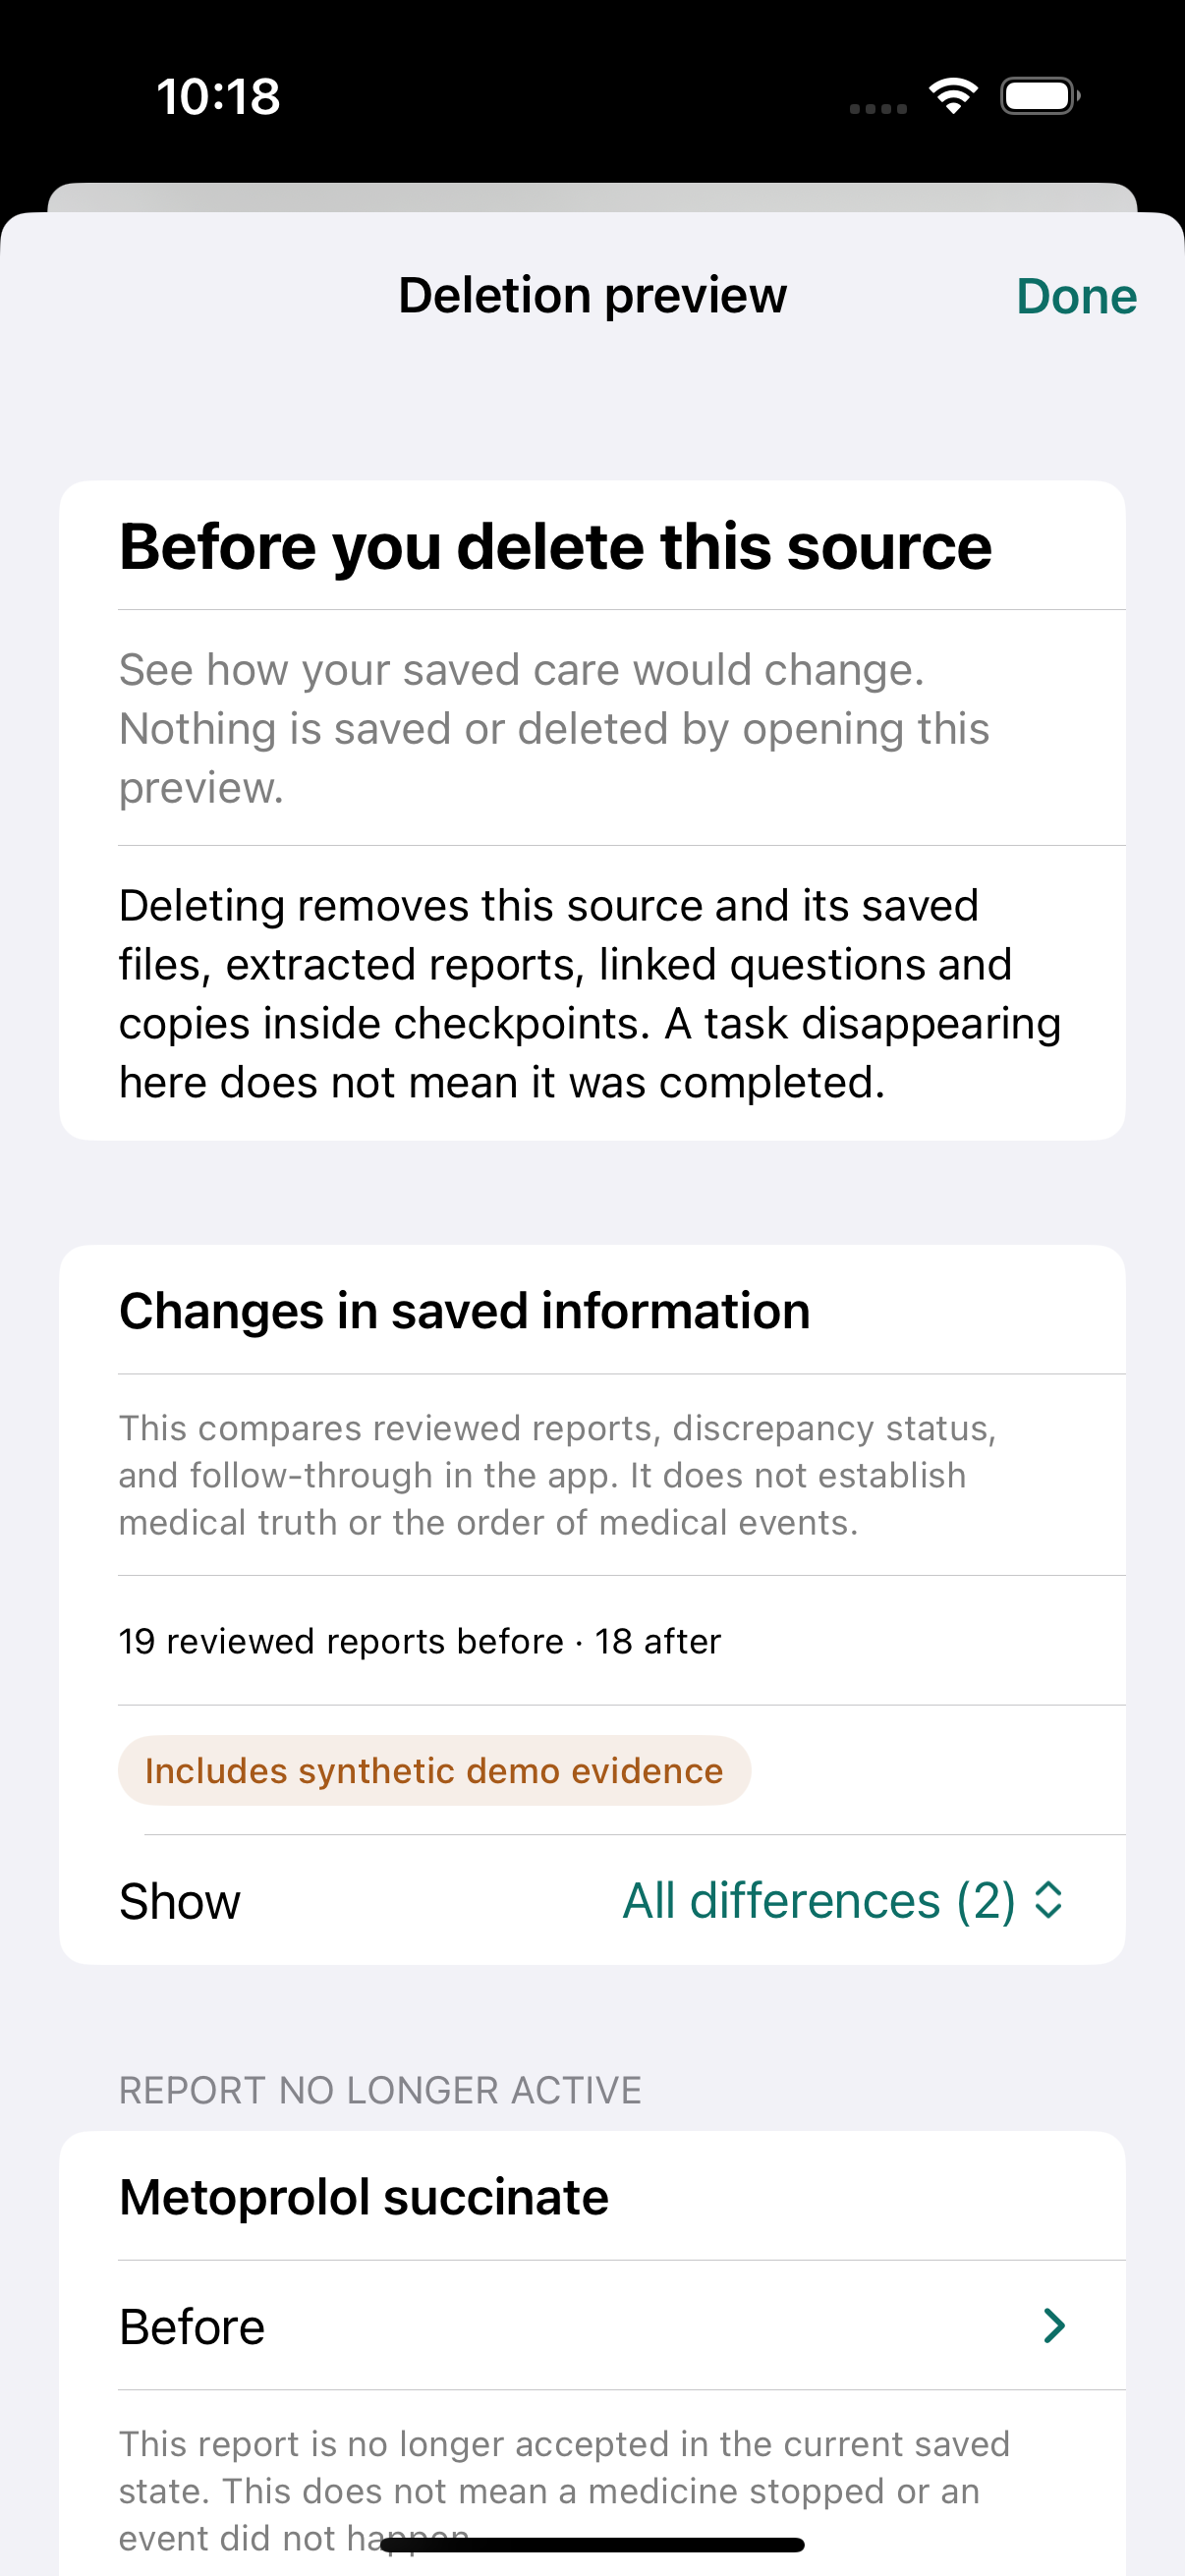 10:18
Deletion preview
Done
Before you delete this source
See how your saved care would change.
Nothing is saved or deleted by opening this
preview.
Deleting removes this source and its saved
files, extracted reports, linked questions and
copies inside checkpoints. A task disappearing
here does not mean it was completed.
Changes in saved information
This compares reviewed reports, discrepancy status,
and follow-through in the app. It does not establish
medical truth or the order of medical events.
19 reviewed reports before · 18 after
Includes synthetic demo evidence
Show
All differences (2)
REPORT NO LONGER ACTIVE
Metoprolol succinate
Before
This report is no longer accepted in the current saved
state. This does not mean a medicine stopped or an
event did not happen.